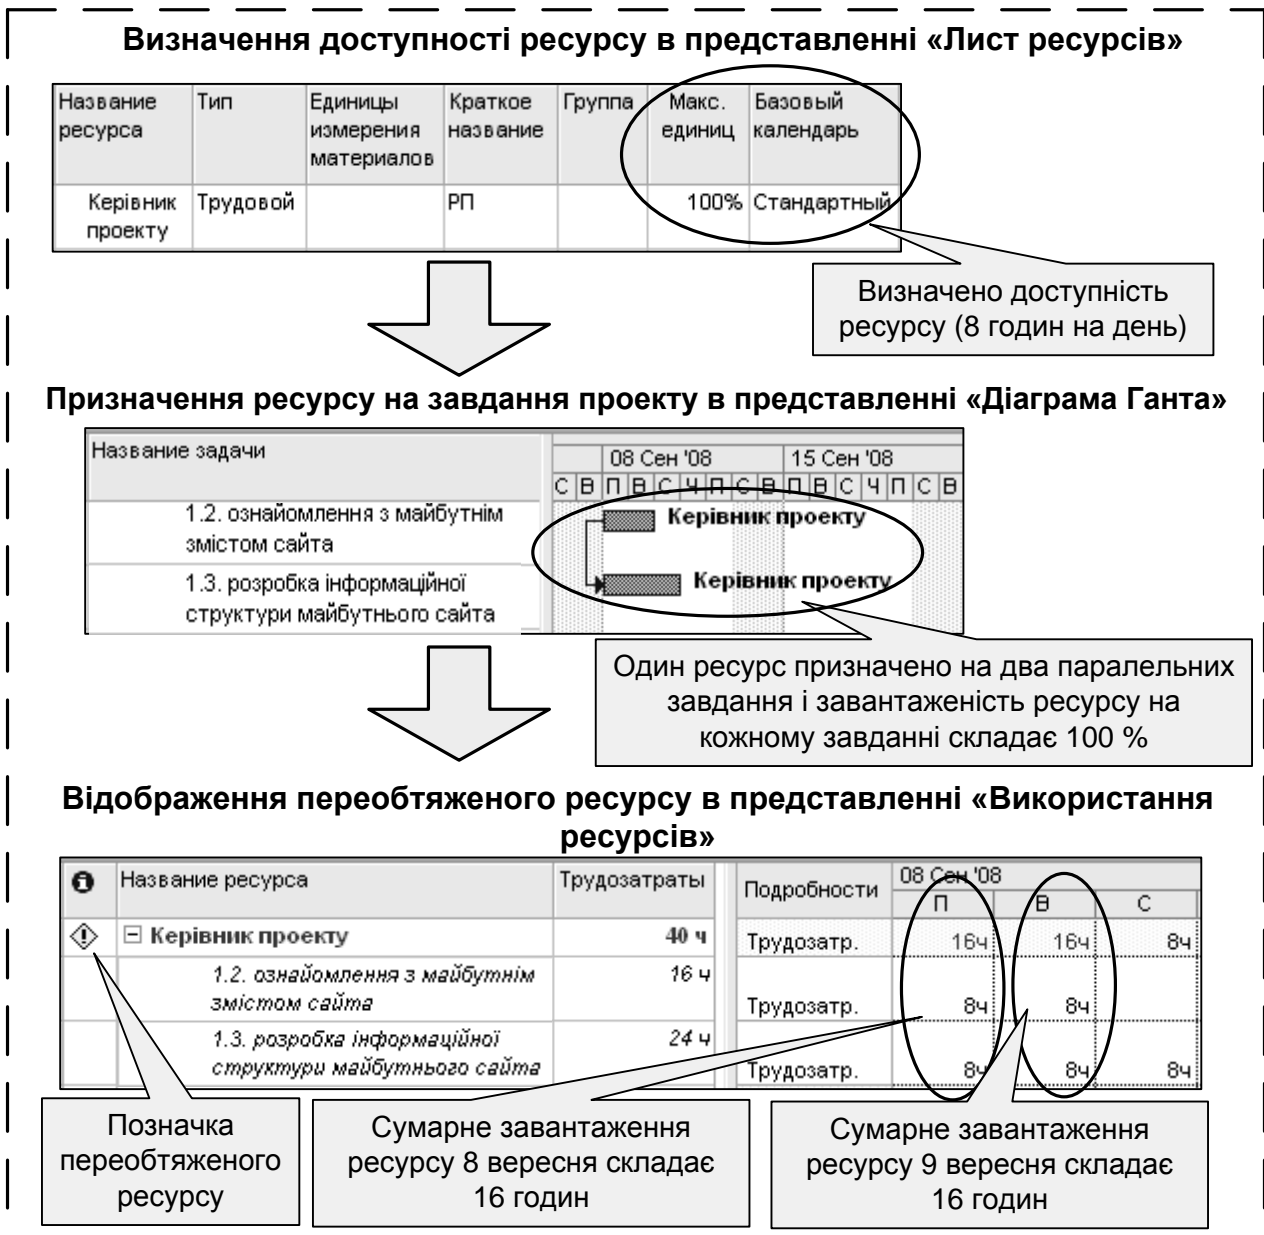 Визначення доступності ресурсу в представленні «Лист ресурсів»
Название ресурса
Тип
Единицы измерения материалов
Краткое название
Группа
Макс. единиц
Базовый календарь
Керівник проекту
Трудовой
РП
100%
Стандартный
Визначено доступність
ресурсу (8 годин на день)
Призначення ресурсу на завдання проекту в представленні «Діаграма Ганта»
Название задачи
08 Сен '08
15 Сен '08
С В П В С Ч П С В П В С Ч П С В
1.2. ознайомлення з майбутнім
змістом сайта
Керівник проекту
1.3. розробка інформаційної
структури майбутнього сайта
Керівник проекту
Один ресурс призначено на два паралельних
завдання і завантаженість ресурсу на
кожному завданні складає 100 %
Відображення переобтяженого ресурсу в представленні «Використання
ресурсів»
Название ресурса
Трудозатраты
Подробности
08 Сен '08
П В С
Керівник проекту 40 ч Трудозатр. 16ч 16ч 8ч
1.2. ознайомлення з майбутнім 16 ч
змістом сайта Трудозатр. 8ч 8ч
1.3. розробка інформаційної 24 ч
структури майбутнього сайта Трудозатр. 8ч 8ч 8ч
Позначка
переобтяженого
ресурсу
Сумарне завантаження
ресурсу 8 вересня складає
16 годин
Сумарне завантаження
ресурсу 9 вересня складає
16 годин